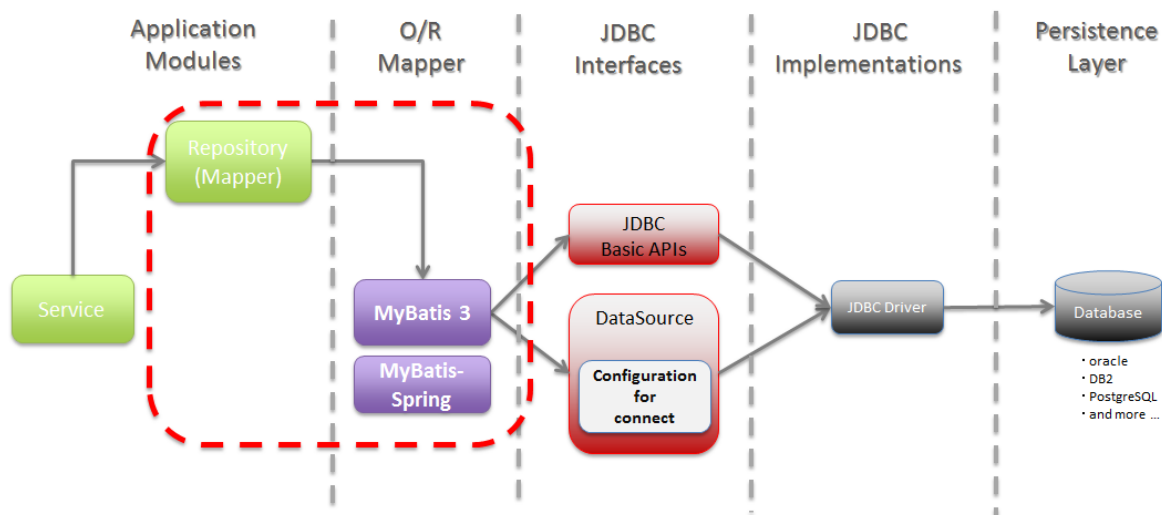 Application
Modules
O/R
Mapper
JDBC
Interfaces
JDBC
Implementations
Persistence
Layer
Repository
(Mapper)
Service
MyBatis 3
MyBatis-
Spring
JDBC
Basic APIs
DataSource
Configuration
for
connect
JDBC Driver
Database
・oracle
・DB2
・PostgreSQL
・and more ...